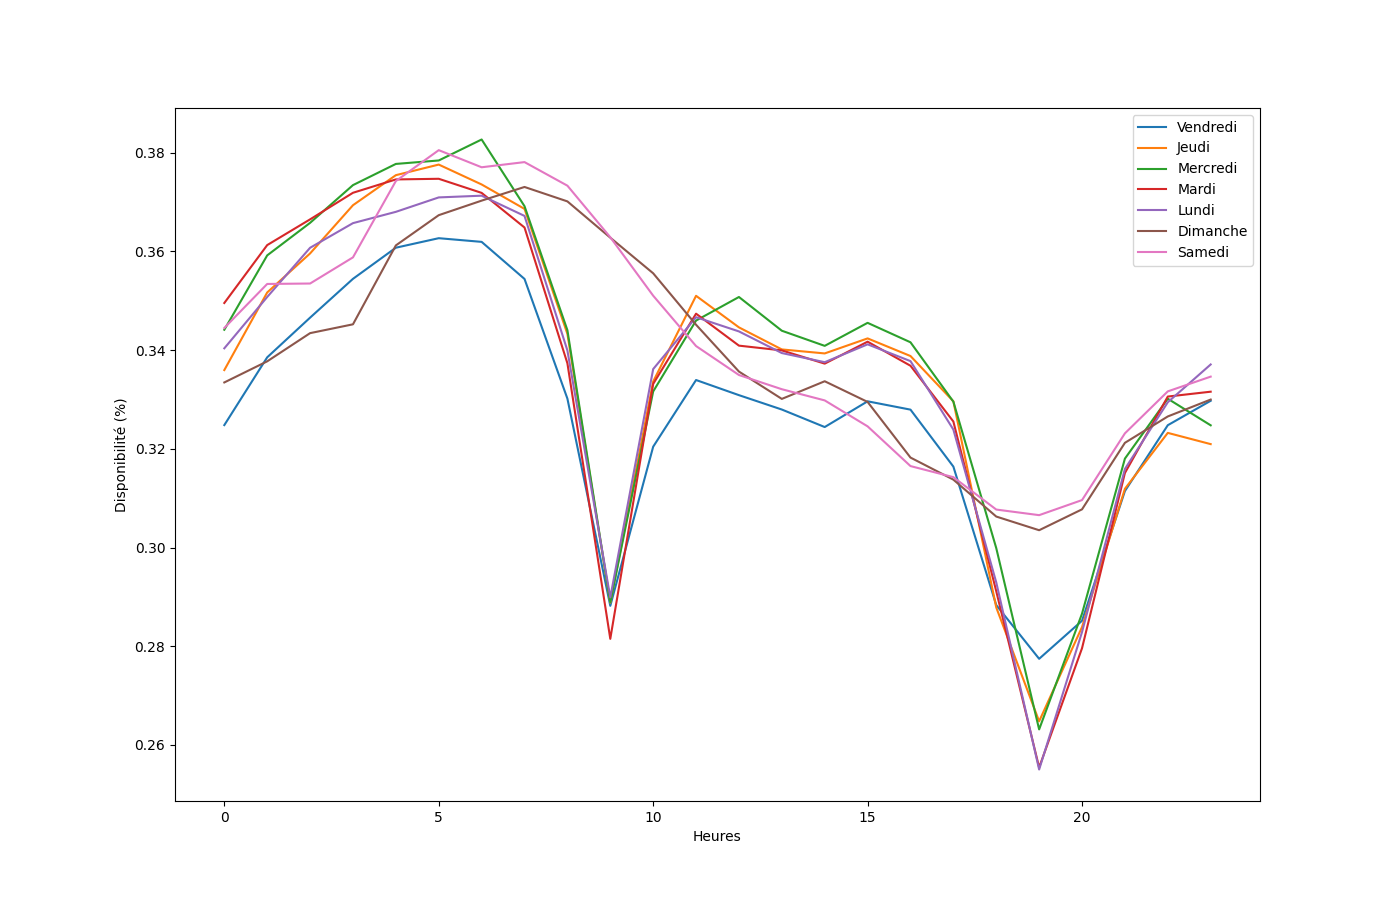 Vendredi
Jeudi
Mercredi
Mardi
Lundi
Dimanche
Samedi
0.38
0.36
0.34
0.32
0.30
0.28
0.26
Disponibilité (%)
0 5 10 15 20
Heures